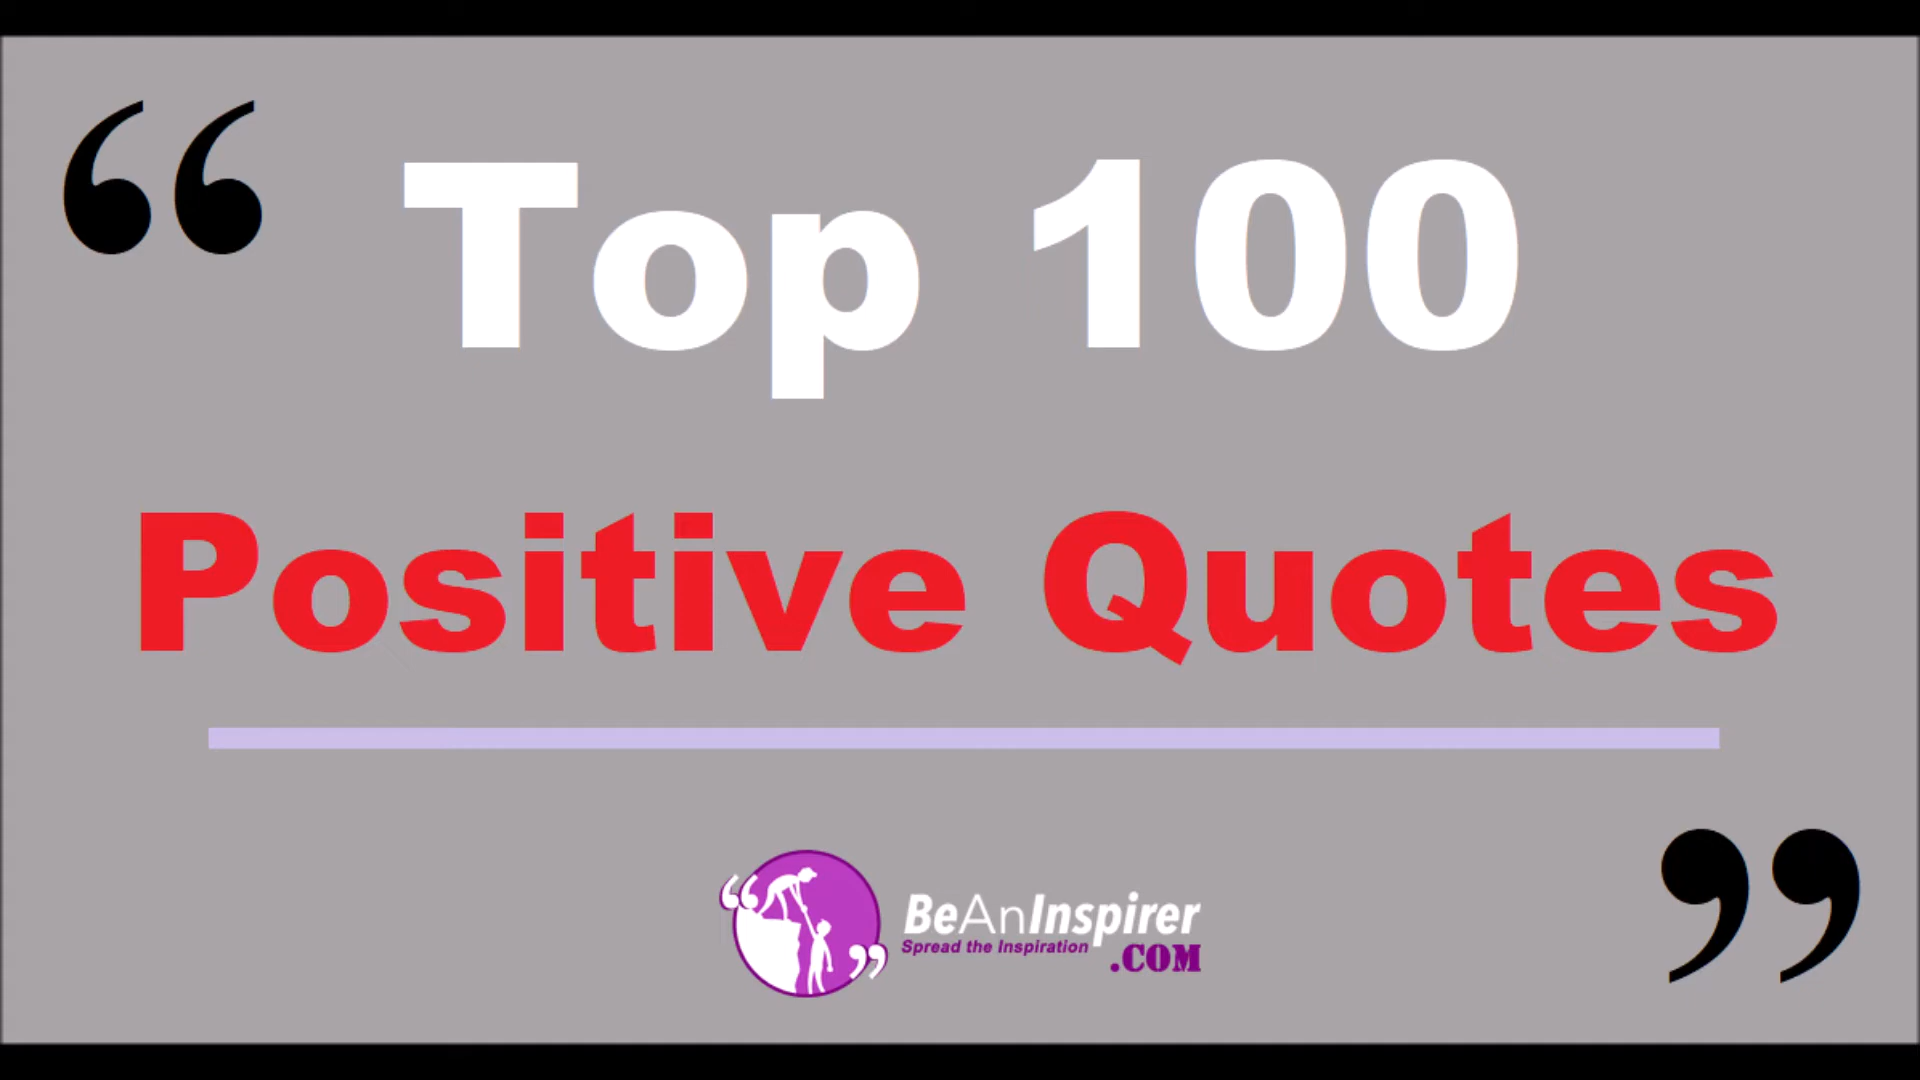 “
Top 100
Positive Quotes
“ BeAnInspirer
Spread the Inspiration
” .COM
”